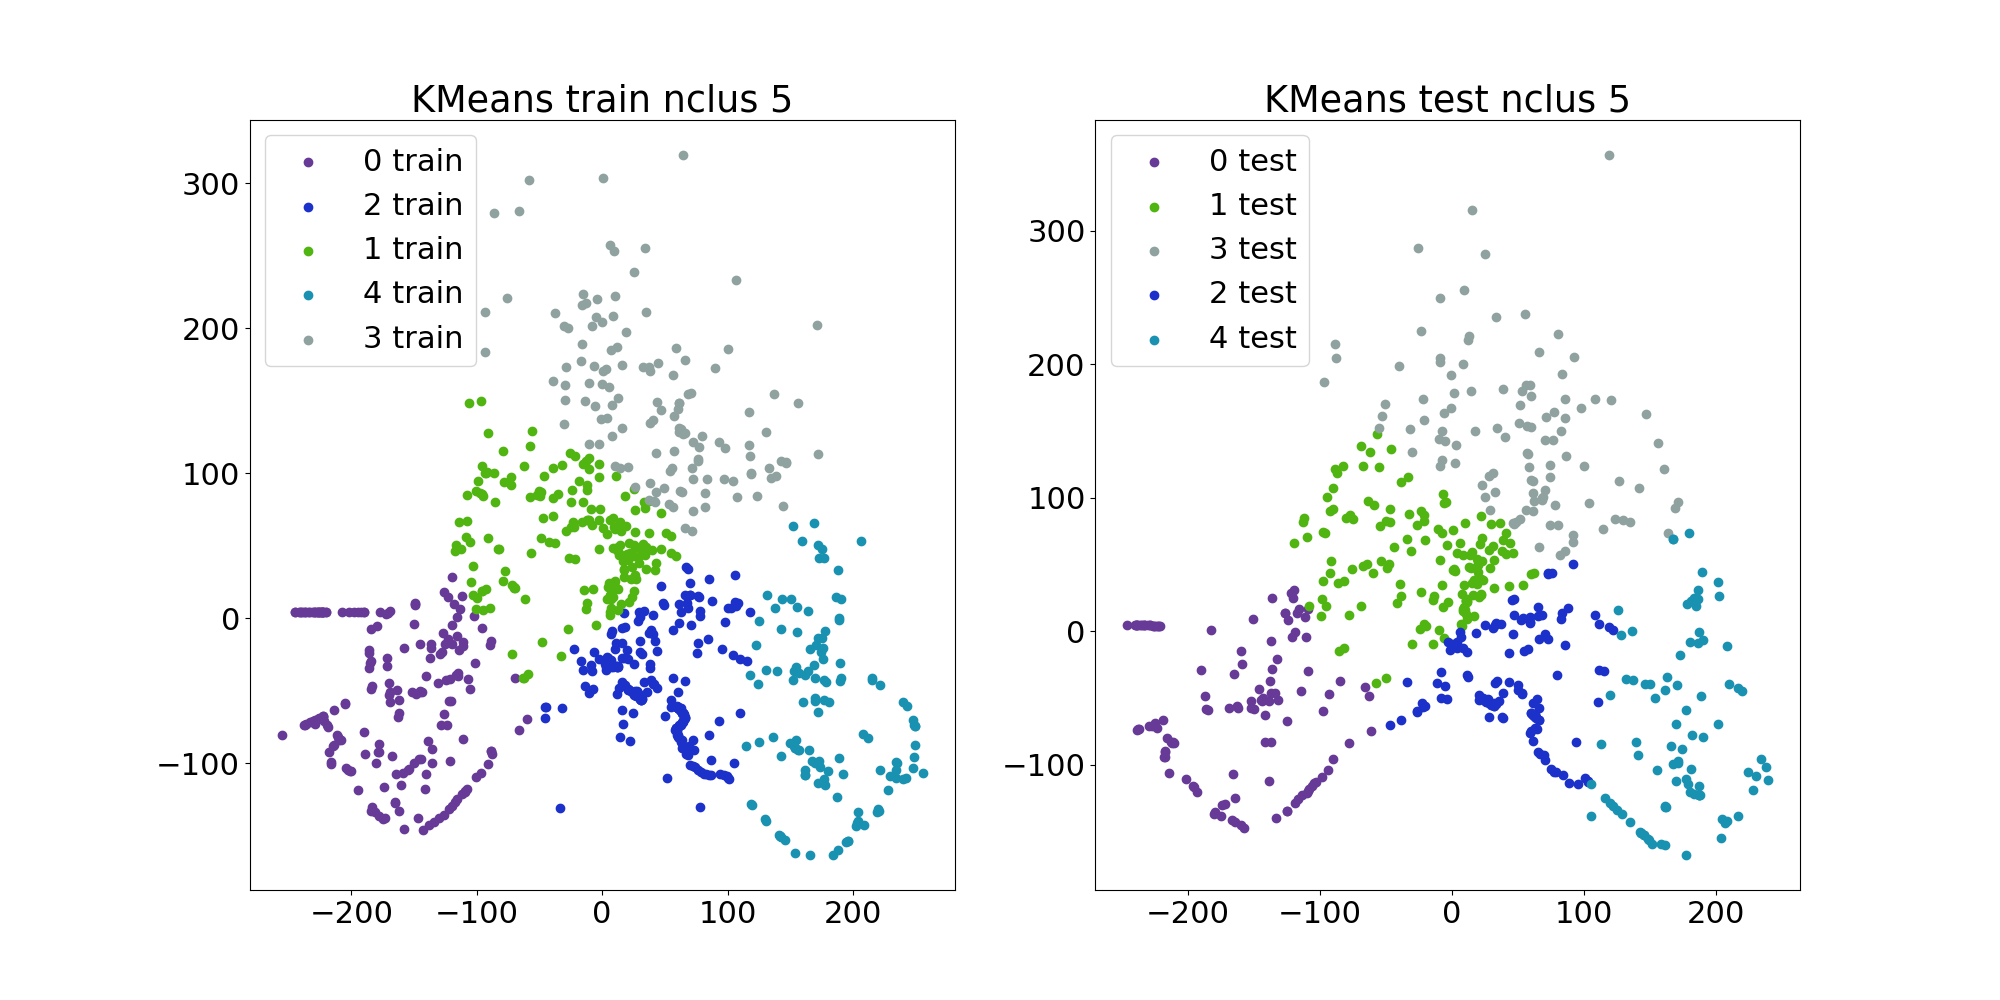 KMeans train nclus 5
0 train
2 train
1 train
4 train
3 train
300
200
100
0
−100
−200 −100 0 100 200
KMeans test nclus 5
0 test
1 test
3 test
2 test
4 test
300
200
100
0
−100
−200 −100 0 100 200